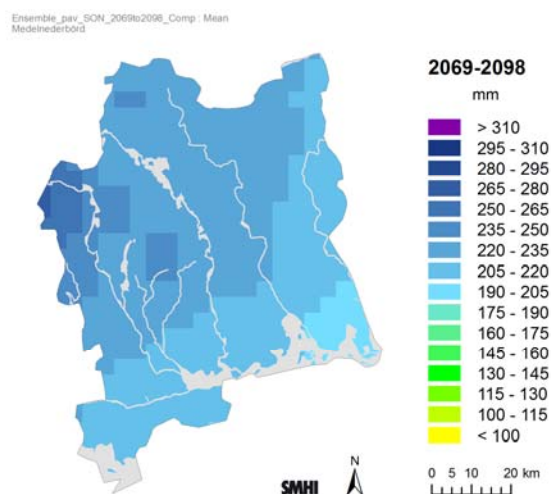 Ensemble_pav_SON_2069to2098_Comp : Mean
Medelnederbörd
2069-2098
mm
> 310
295 - 310
280 - 295
265 - 280
250 - 265
235 - 250
220 - 235
205 - 220
190 - 205
175 - 190
160 - 175
145 - 160
130 - 145
115 - 130
100 - 115
< 100
N
SMHI
0 5 10 20 km